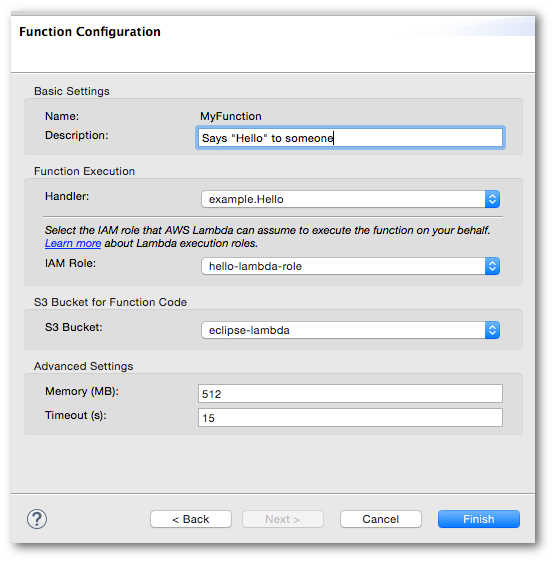 Function Configuration
Basic Settings
Name: MyFunction
Description: Says "Hello" to someone
Function Execution
Handler: example.Hello
Select the IAM role that AWS Lambda can assume to execute the function on your behalf.
Learn more about Lambda execution roles.
IAM Role: hello-lambda-role
S3 Bucket for Function Code
S3 Bucket: eclipse-lambda
Advanced Settings
Memory (MB): 512
Timeout (s): 15
? < Back Next > Cancel Finish